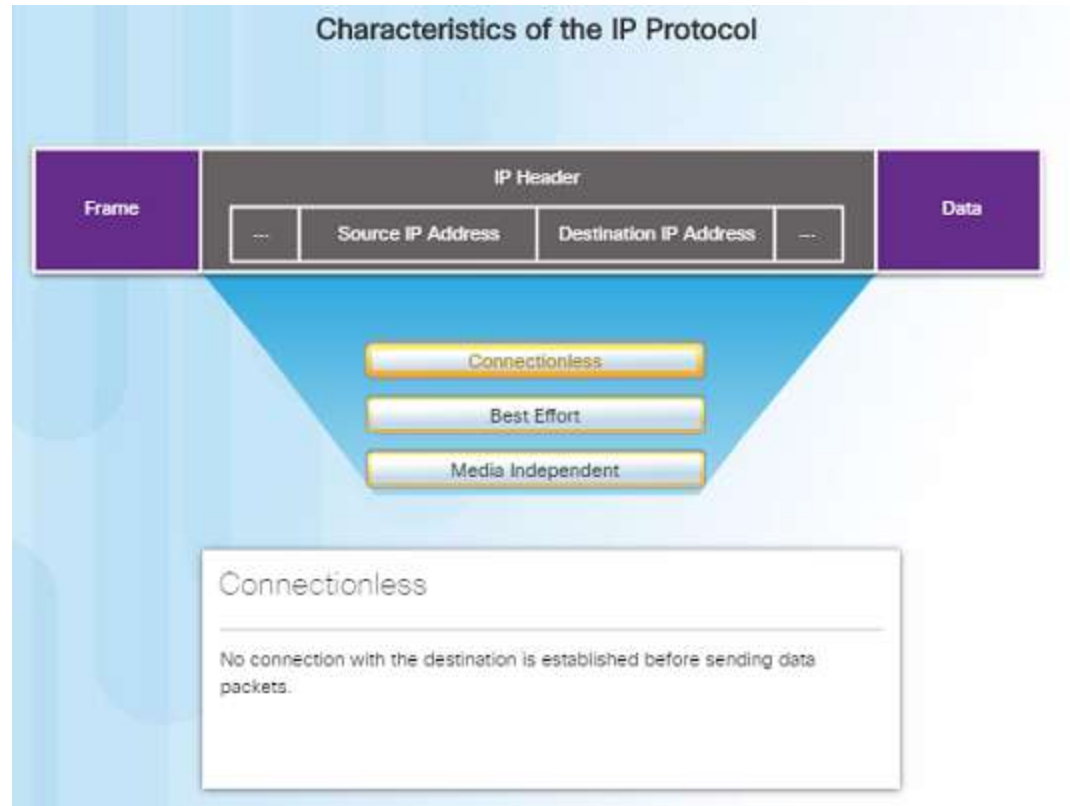 Characteristics of the IP Protocol
Frame
IP Header
Data
---
Source IP Address
Destination IP Address
---
Connectionless
Best Effort
Media Independent
Connectionless
No connection with the destination is established before sending data
packets.